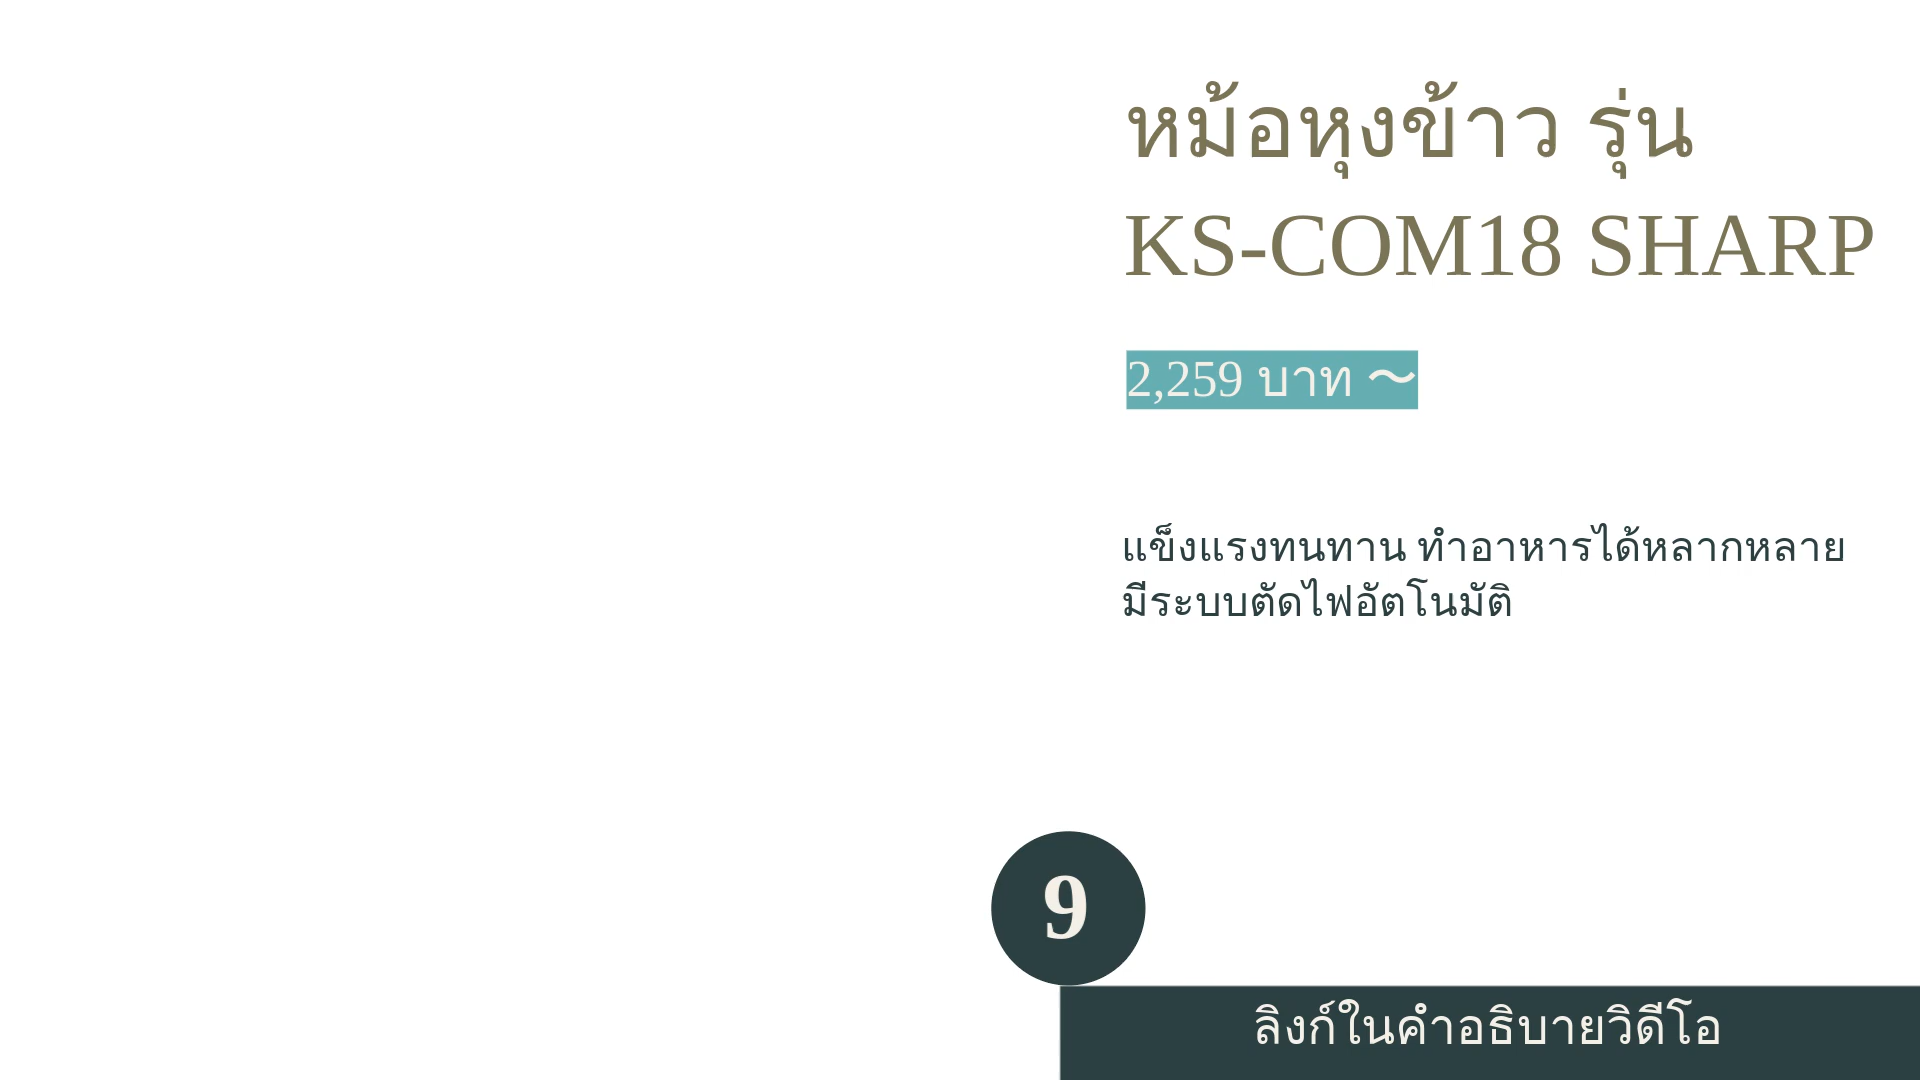 หม้อหุงข้าว รุ่น
KS-COM18 SHARP
2,259 บาท 〜
แข็งแรงทนทาน ทำอาหารได้หลากหลาย
มีระบบตัดไฟอัตโนมัติ
9
ลิงก์ในคำอธิบายวิดีโอ